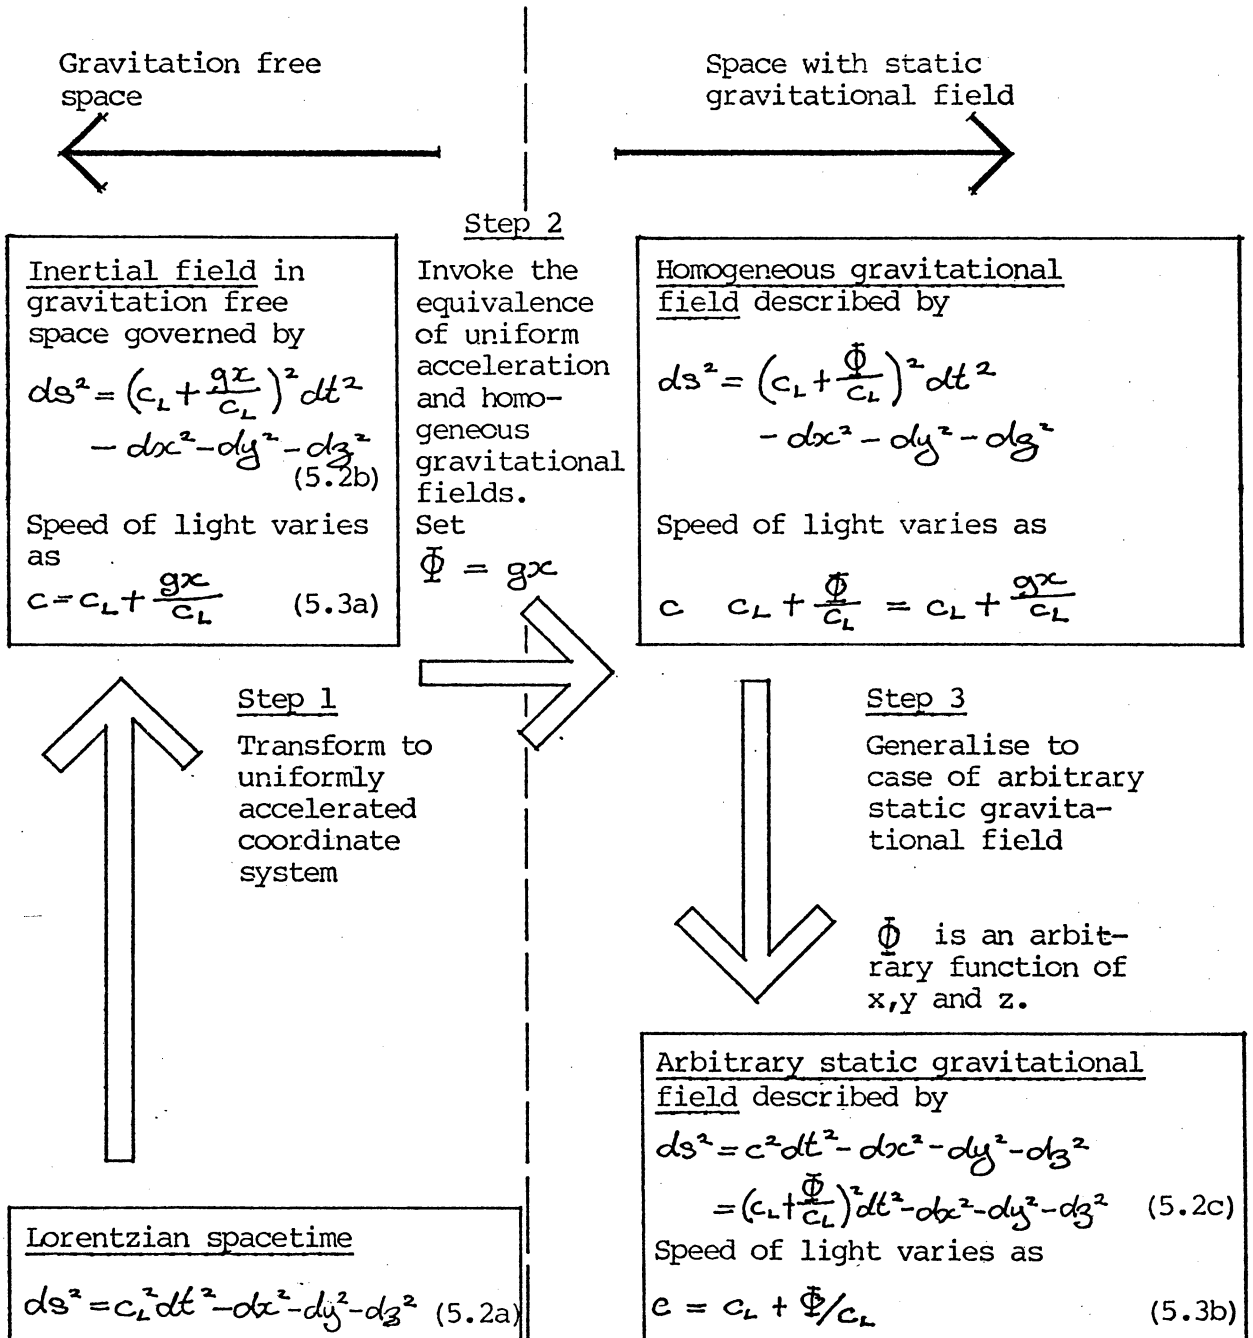 Gravitation free
space
Space with static
gravitational field
Step 2
Invoke the
equivalence
of uniform
acceleration
and homo-
geneous
gravitational
fields.
Set
Φ = gx
Inertial field in
gravitation free
space governed by
ds² = (c_L + gx/c_L)² dt²
- dx² - dy² - dz²
(5.2b)
Speed of light varies
as
c = c_L + gx/c_L (5.3a)
Homogeneous gravitational
field described by
ds² = (c_L + Φ/c_L)² dt²
- dx² - dy² - dz²
Speed of light varies as
c c_L + Φ/c_L = c_L + gx/c_L
Step 1
Transform to
uniformly
accelerated
coordinate
system
Step 3
Generalise to
case of arbitrary
static gravita-
tional field
Φ is an arbit-
rary function of
x,y and z.
Lorentzian spacetime
ds² = c_L² dt² - dx² - dy² - dz² (5.2a)
Arbitrary static gravitational
field described by
ds² = c² dt² - dx² - dy² - dz²
= (c_L + Φ/c_L)² dt² - dx² - dy² - dz² (5.2c)
Speed of light varies as
c = c_L + Φ/c_L (5.3b)